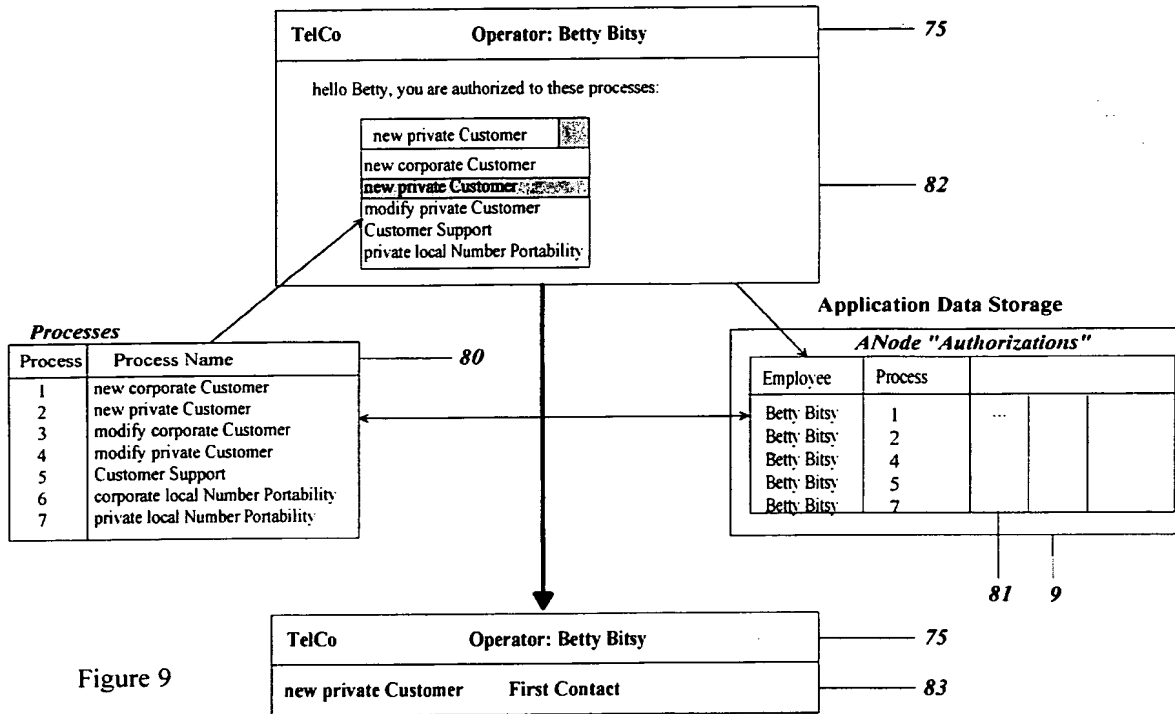 TelCo Operator: Betty Bitsy 75
hello Betty, you are authorized to these processes:
new private Customer
new corporate Customer
new private Customer
modify private Customer
Customer Support
private local Number Portability
82
Processes
Process Process Name 80
1 new corporate Customer
2 new private Customer
3 modify corporate Customer
4 modify private Customer
5 Customer Support
6 corporate local Number Portability
7 private local Number Portability
Application Data Storage
ANode "Authorizations"
Employee Process
Betty Bitsy 1 ...
Betty Bitsy 2
Betty Bitsy 4
Betty Bitsy 5
Betty Bitsy 7
81 9
TelCo Operator: Betty Bitsy 75
new private Customer First Contact 83
Figure 9